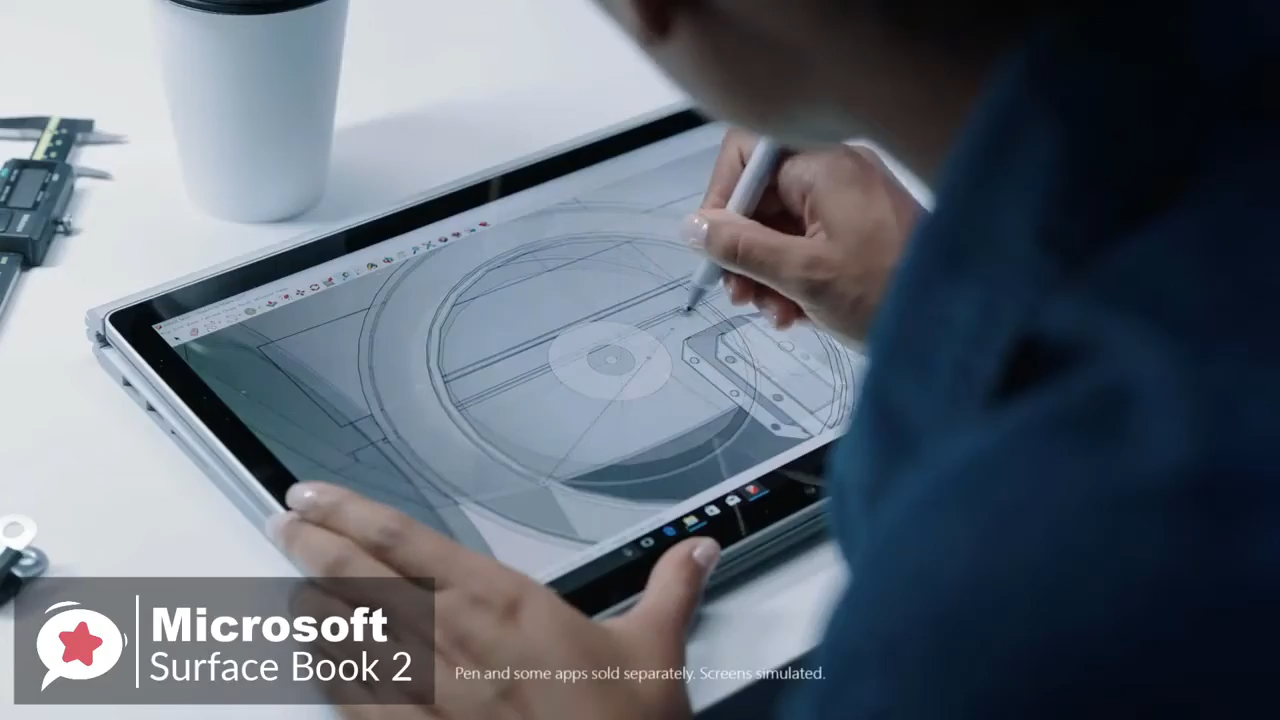 Microsoft
Surface Book 2
Pen and some apps sold separately. Screens simulated.